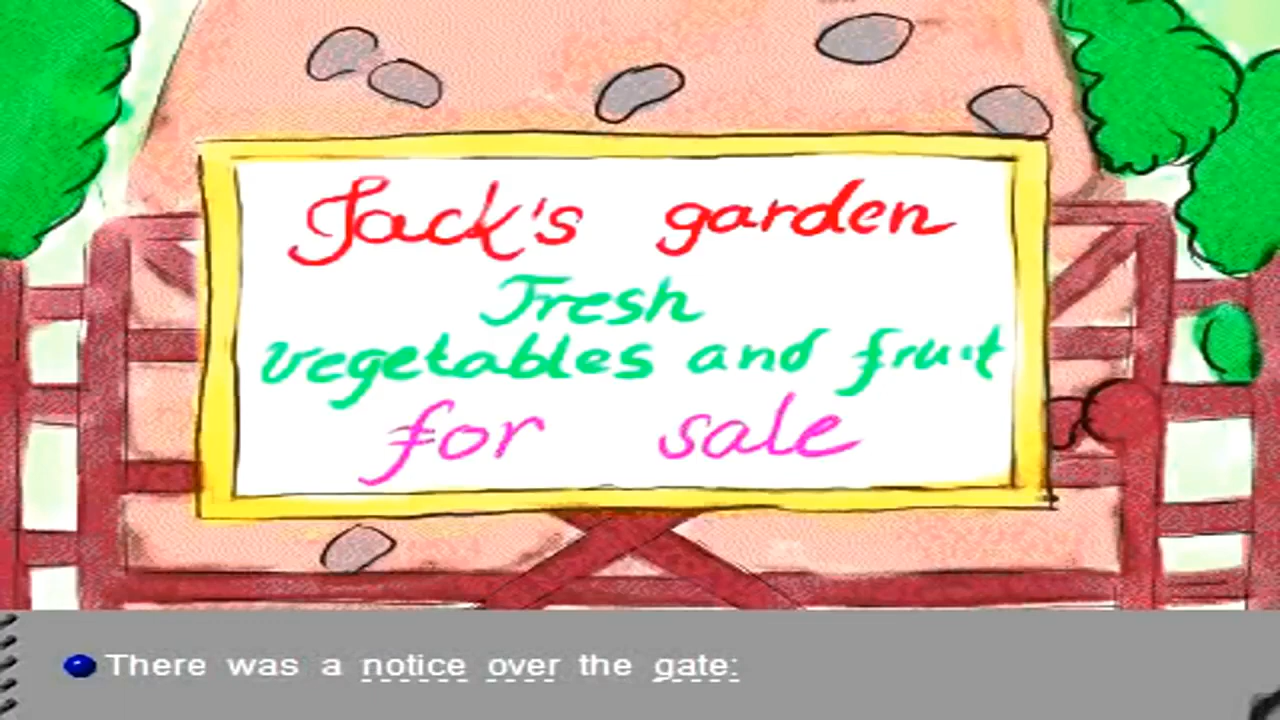 Jack's garden
Fresh
vegetables and fruit
for sale
There was a notice over the gate: